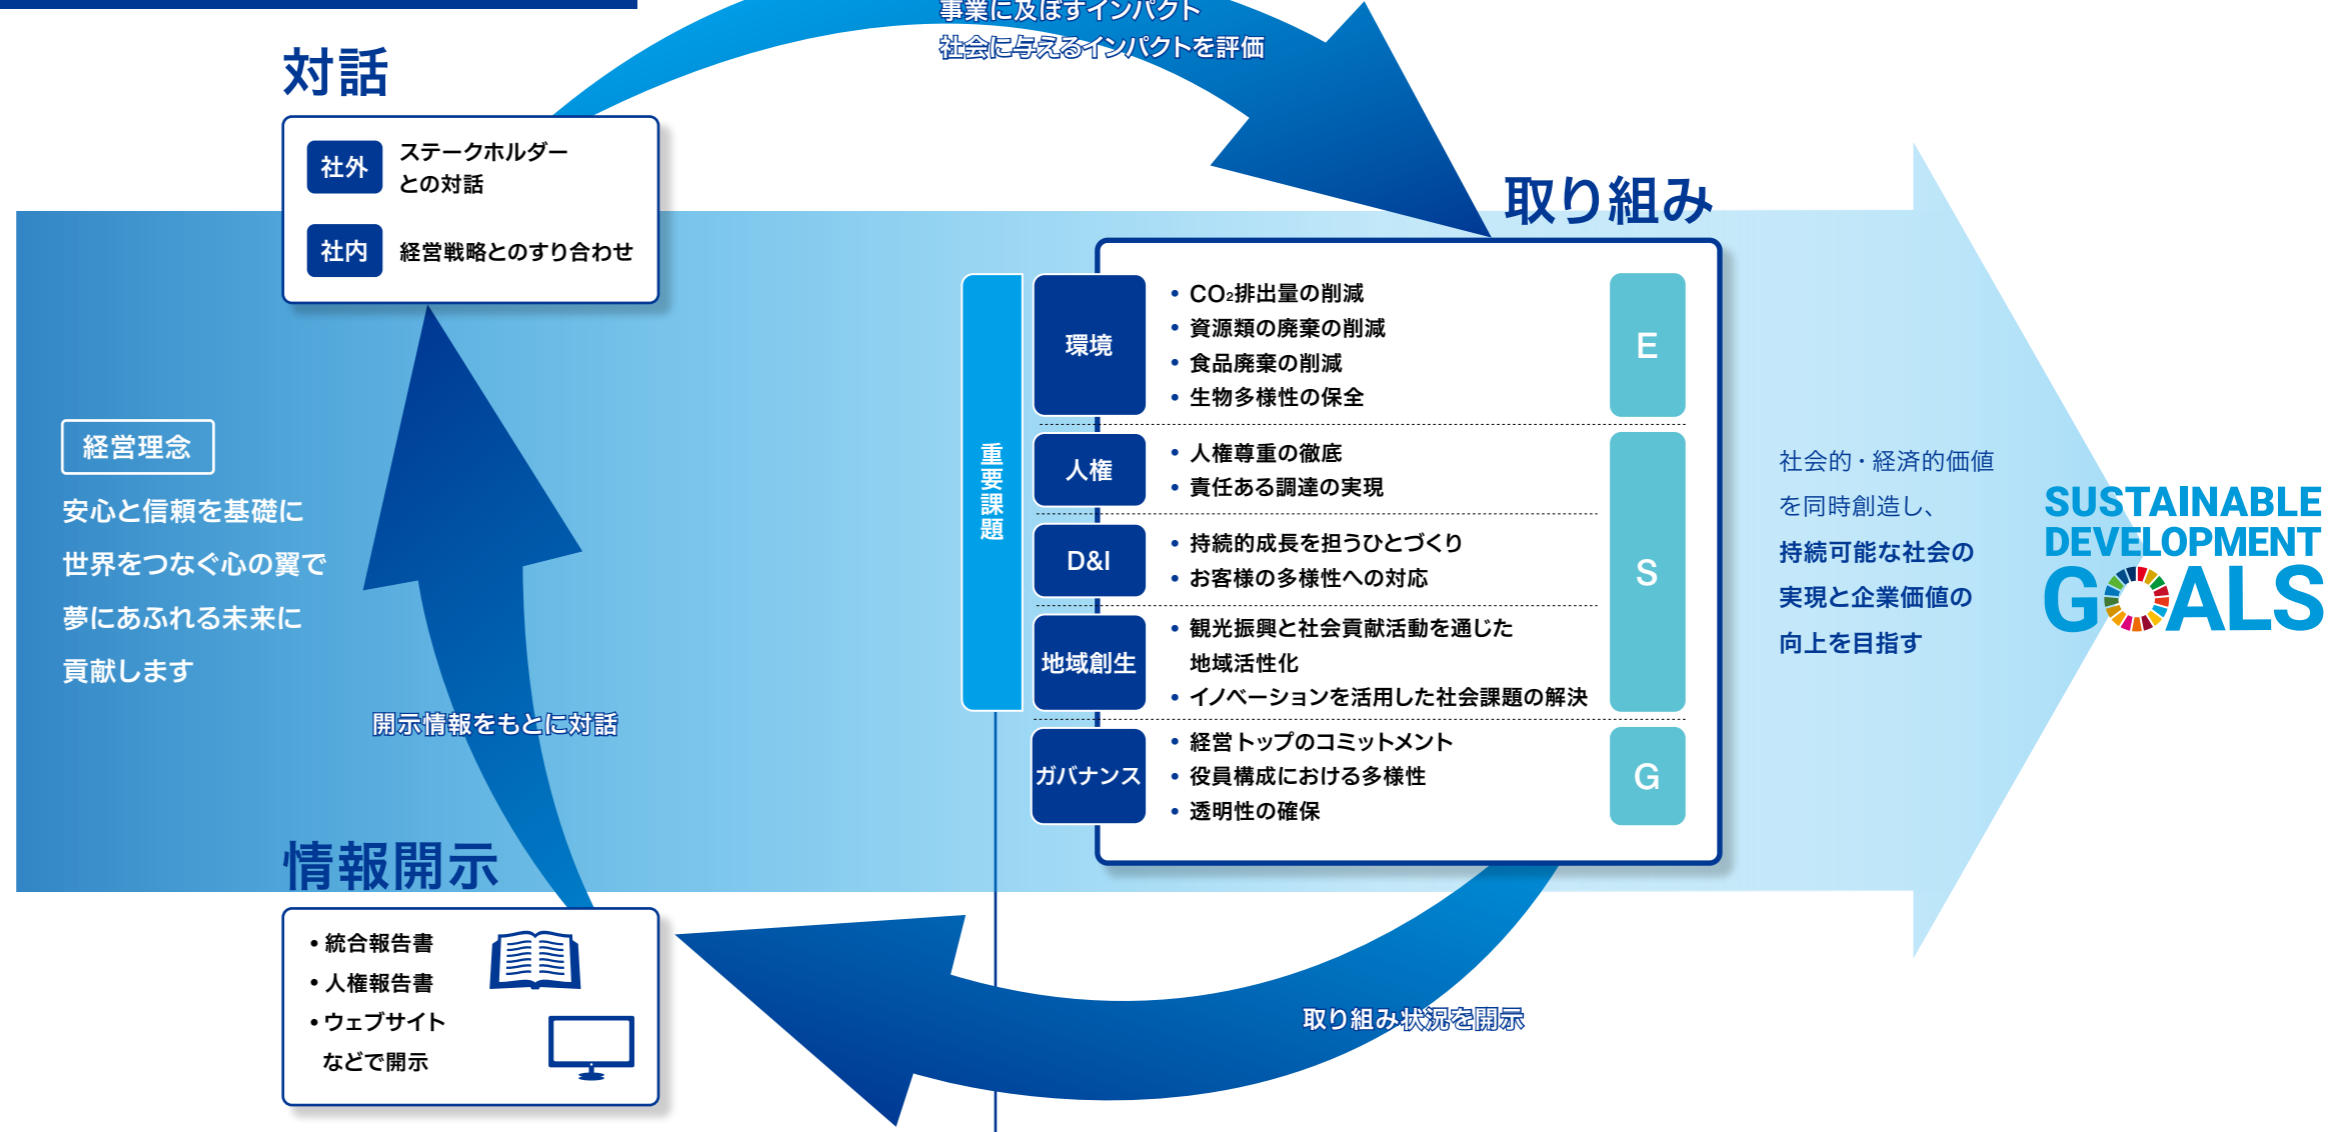 事業に及ぼすインパクト
社会に与えるインパクトを評価
対話
社外
ステークホルダー
との対話
社内
経営戦略とのすり合わせ
取り組み
重要課題
環境
• CO₂排出量の削減
• 資源類の廃棄の削減
• 食品廃棄の削減
• 生物多様性の保全
E
人権
• 人権尊重の徹底
• 責任ある調達の実現
D&I
• 持続的成長を担うひとづくり
• お客様の多様性への対応
S
地域創生
• 観光振興と社会貢献活動を通じた
地域活性化
• イノベーションを活用した社会課題の解決
ガバナンス
• 経営トップのコミットメント
• 役員構成における多様性
• 透明性の確保
G
経営理念
安心と信頼を基礎に
世界をつなぐ心の翼で
夢にあふれる未来に
貢献します
開示情報をもとに対話
社会的・経済的価値
を同時創造し、
持続可能な社会の
実現と企業価値の
向上を目指す
SUSTAINABLE
DEVELOPMENT
GOALS
情報開示
• 統合報告書
• 人権報告書
• ウェブサイト
などで開示
取り組み状況を開示